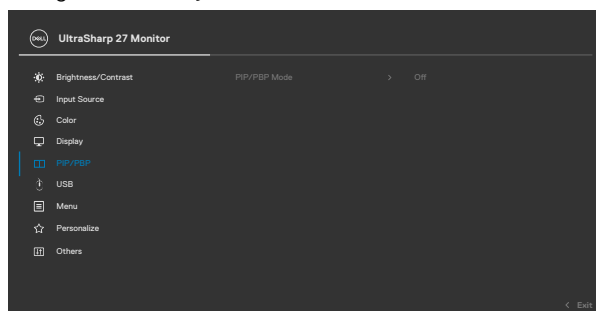 DELL
UltraSharp 27 Monitor
Brightness/Contrast PIP/PBP Mode > Off
Input Source
Color
Display
PIP/PBP
USB
Menu
Personalize
Others
< Exit